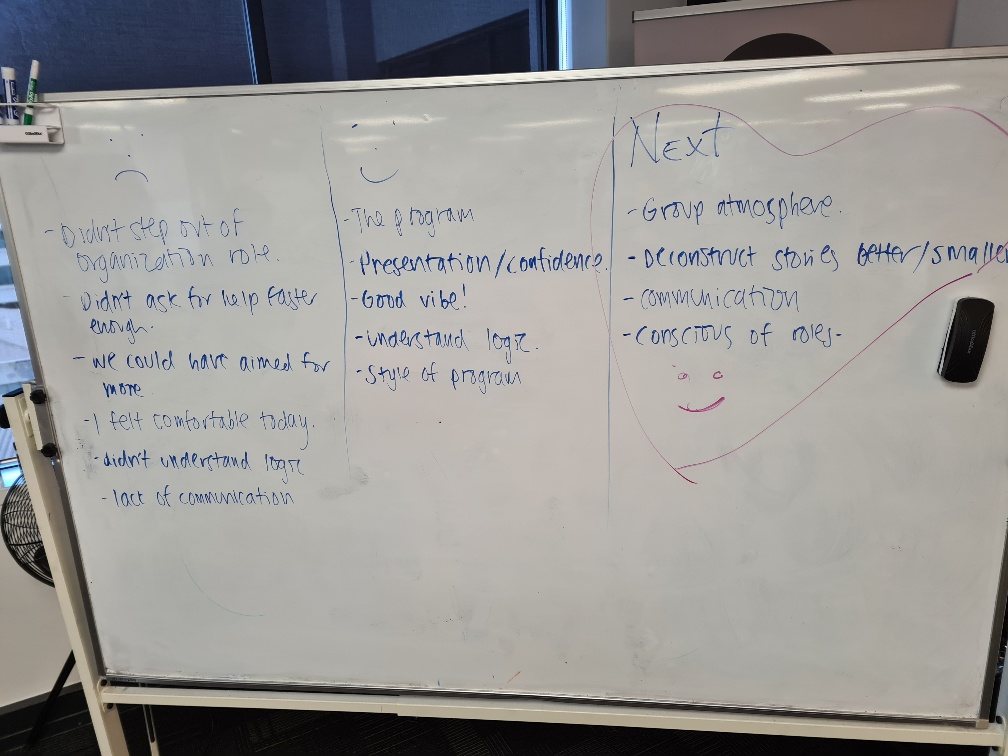 - Didn't step out of
organization role.
- Didn't ask for help faster
enough.
- we could have aimed for
more
- I felt comfortable today.
- didn't understand logic
- lack of communication
- The program
- Presentation/confidence.
- Good vibe!
- understand logic.
- style of program
Next
- Group atmosphere.
- Deconstruct stories better/smaller
- communication
- conscious of roles-